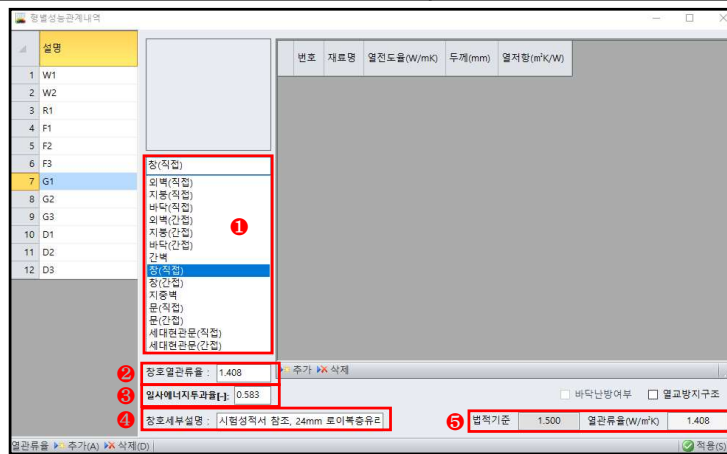 형별성능관계내역
설명
번호 재료명 열전도율(W/mK) 두께(mm) 열저항(㎡K/W)
1 W1
2 W2
3 R1
4 F1
5 F2
6 F3
7 G1
8 G2
9 G3
10 D1
11 D2
12 D3
창(직접)
외벽(직접)
지붕(직접)
바닥(직접)
외벽(간접)
지붕(간접)
바닥(간접)
간벽
창(직접)
창(간접)
지중벽
문(직접)
문(간접)
세대현관문(직접)
세대현관문(간접)
❶
❷ 창호열관류율 : 1.408
추가 삭제
❸ 일사에너지투과율[-]: 0.583
바닥난방여부 열교방지구조
❹ 창호세부설명 : 시험성적서 참조, 24mm 로이복층유리
❺ 법적기준 1.500 열관류율(W/㎡K) 1.408
열관류율 추가(A) 삭제(D) 적용(S)